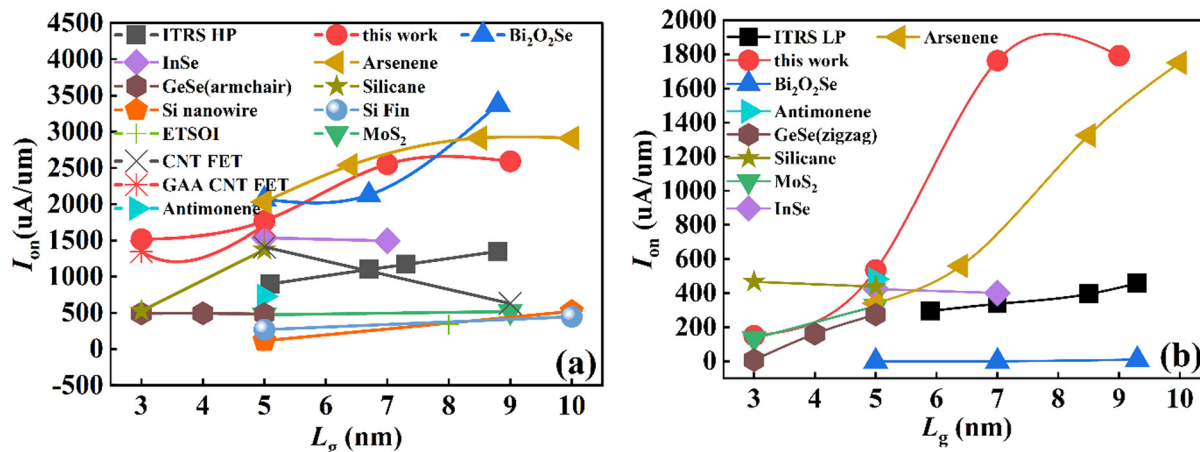 4500
4000
3500
3000
2500
2000
1500
1000
500
0
-500
I_on(uA/um)
ITRS HP
this work
Bi₂O₂Se
InSe
Arsenene
GeSe(armchair)
Silicane
Si nanowire
Si Fin
ETSOI
MoS₂
CNT FET
GAA CNT FET
Antimonene
(a)
3 4 5 6 7 8 9 10
L_g (nm)
2000
1800
1600
1400
1200
1000
800
600
400
200
0
I_on (uA/um)
ITRS LP
Arsenene
this work
Bi₂O₂Se
Antimonene
GeSe(zigzag)
Silicane
MoS₂
InSe
(b)
3 4 5 6 7 8 9 10
L_g (nm)